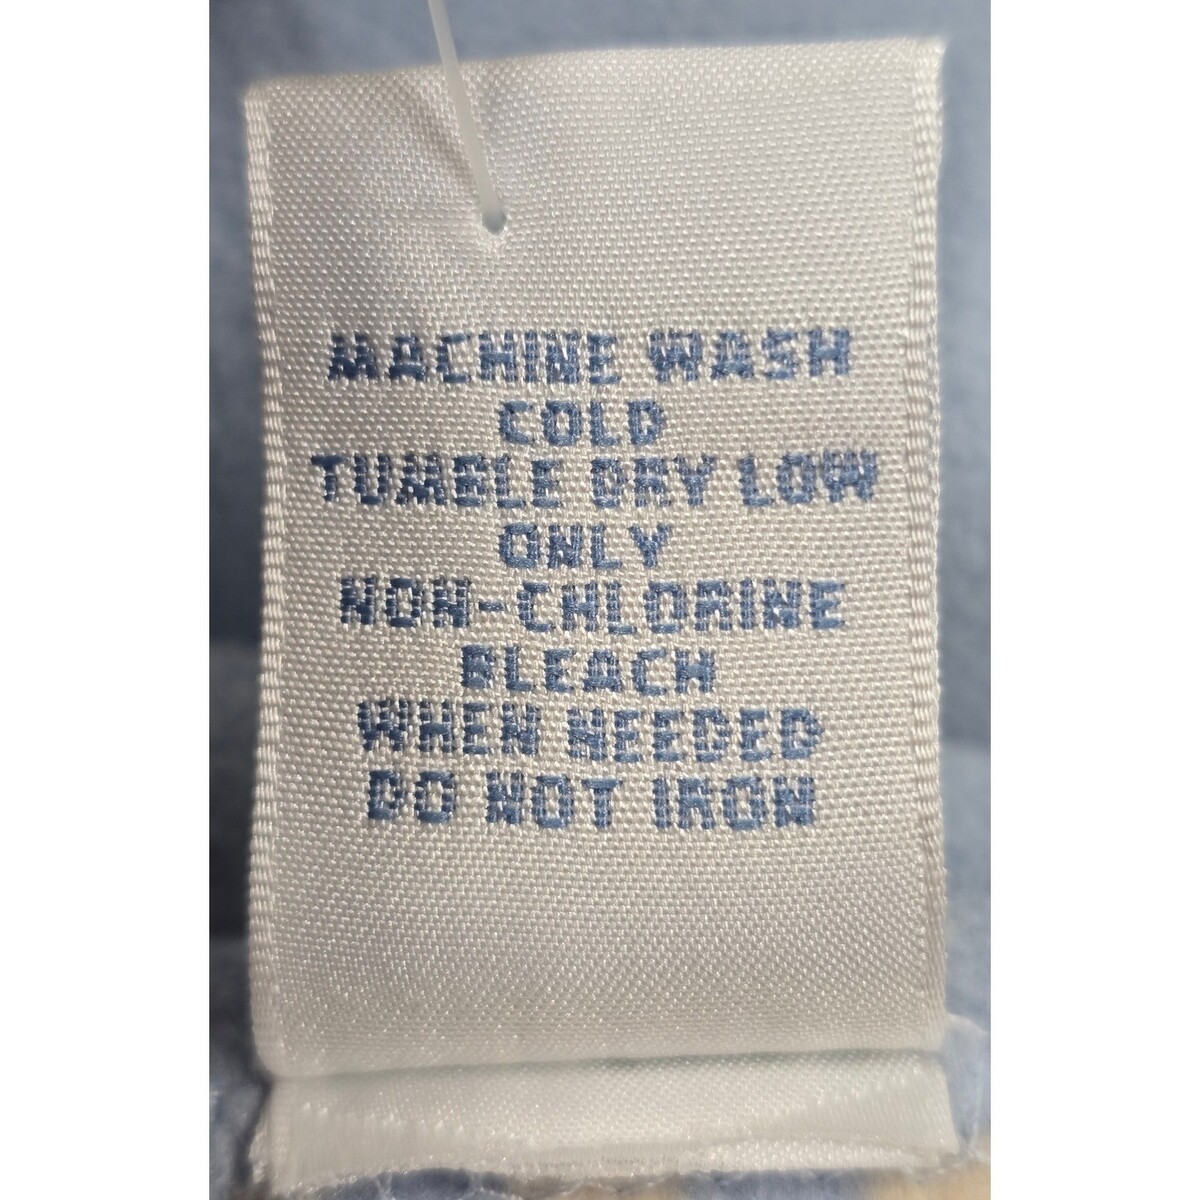 MACHINE WASH
COLD
TUMBLE DRY LOW
ONLY
NON-CHLORINE
BLEACH
WHEN NEEDED
DO NOT IRON